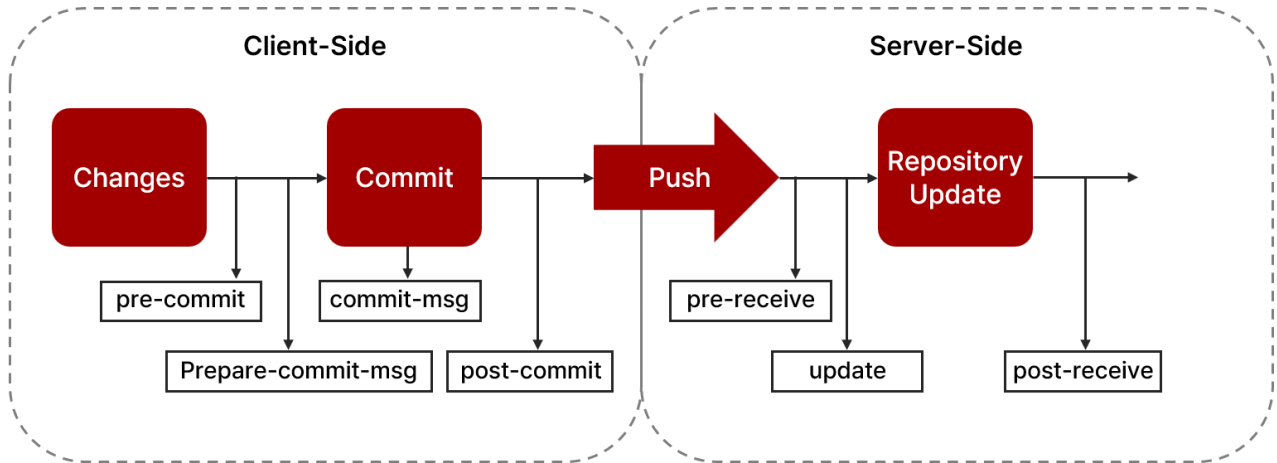 Client-Side
Server-Side
Changes
Commit
Push
Repository
Update
pre-commit
commit-msg
pre-receive
Prepare-commit-msg
post-commit
update
post-receive